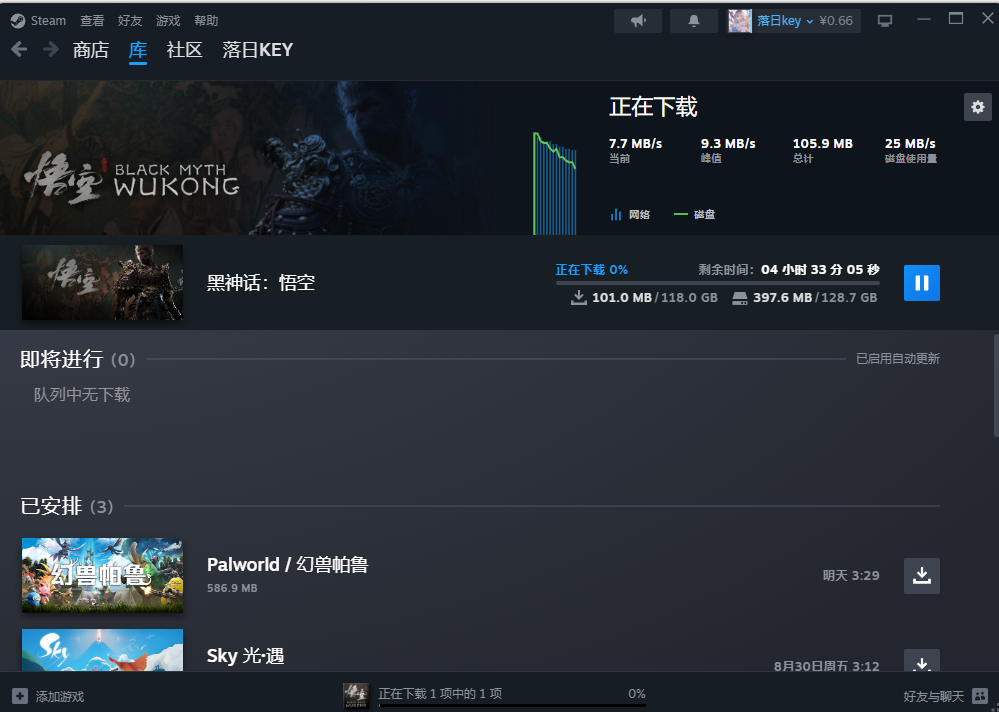 Steam 查看 好友 游戏 帮助
落日key ¥0.66
商店 库 社区 落日KEY
正在下载
悟空 BLACK MYTH WUKONG
7.7 MB/s 9.3 MB/s 105.9 MB 25 MB/s
当前 峰值 总计 磁盘使用量
网络 磁盘
悟空
黑神话：悟空
正在下载 0% 剩余时间： 04 小时 33 分 05 秒
101.0 MB / 118.0 GB 397.6 MB / 128.7 GB
即将进行 (0) 已启用自动更新
队列中无下载
已安排 (3)
幻兽帕鲁
Palworld / 幻兽帕鲁
586.9 MB
明天 3:29
Sky
Sky 光·遇
8月30日周五 3:12
添加游戏
正在下载 1 项中的 1 项 0%
好友与聊天